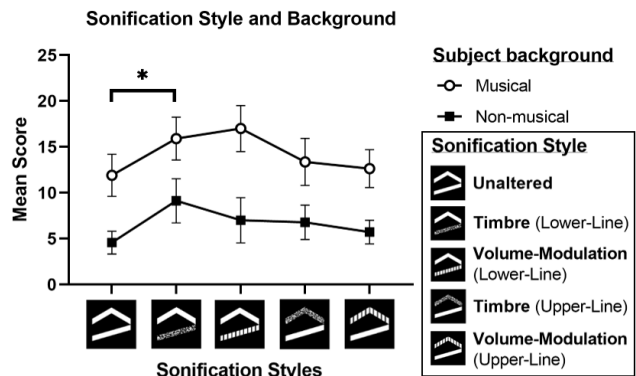 Sonification Style and Background
25
20
15
10
5
0
Mean Score
*
Sonification Styles
Subject background
Musical
Non-musical
Sonification Style
Unaltered
Timbre (Lower-Line)
Volume-Modulation
(Lower-Line)
Timbre (Upper-Line)
Volume-Modulation
(Upper-Line)